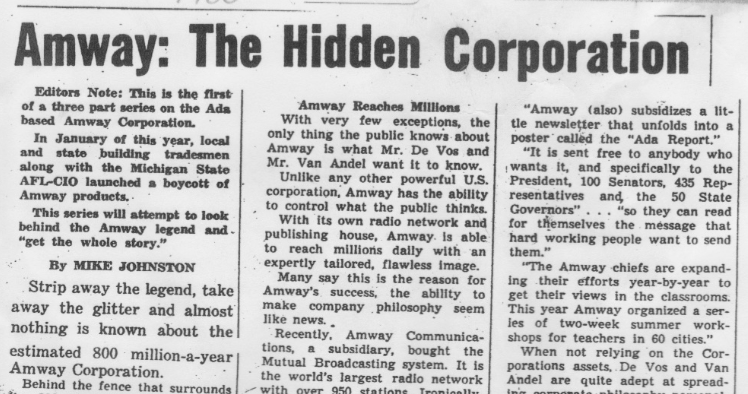 Amway: The Hidden Corporation
Editors Note: This is the first
of a three part series on the Ada
based Amway Corporation.
In January of this year, local
and state building tradesmen
along with the Michigan State
AFL-CIO launched a boycott of
Amway products.
This series will attempt to look
behind the Amway legend and
"get the whole story."
By MIKE JOHNSTON
Strip away the legend, take
away the glitter and almost
nothing is known about the
estimated 800 million-a-year
Amway Corporation.
Behind the fence that surrounds
Amway Reaches Millions
With very few exceptions, the
only thing the public knows about
Amway is what Mr. De Vos and
Mr. Van Andel want it to know.
Unlike any other powerful U.S.
corporation, Amway has the ability
to control what the public thinks.
With its own radio network and
publishing house, Amway is able
to reach millions daily with an
expertly tailored, flawless image.
Many say this is the reason for
Amway's success, the ability to
make company philosophy seem
like news.
Recently, Amway Communica-
tions, a subsidiary, bought the
Mutual Broadcasting system. It is
the world's largest radio network
with over 950 stations. Ironically
"Amway (also) subsidizes a lit-
tle newsletter that unfolds into a
poster called the "Ada Report."
"It is sent free to anybody who
wants it, and specifically to the
President, 100 Senators, 435 Rep-
resentatives and, the 50 State
Governors" . . . "so they can read
for themselves the message that
hard working people want to send
them."
"The Amway chiefs are expand-
ing their efforts year-by-year to
get their views in the classrooms.
This year Amway organized a ser-
ies of two-week summer work-
shops for teachers in 60 cities."
When not relying on the Cor-
porations assets, De Vos and Van
Andel are quite adept at spread-
ing corporate philosophy